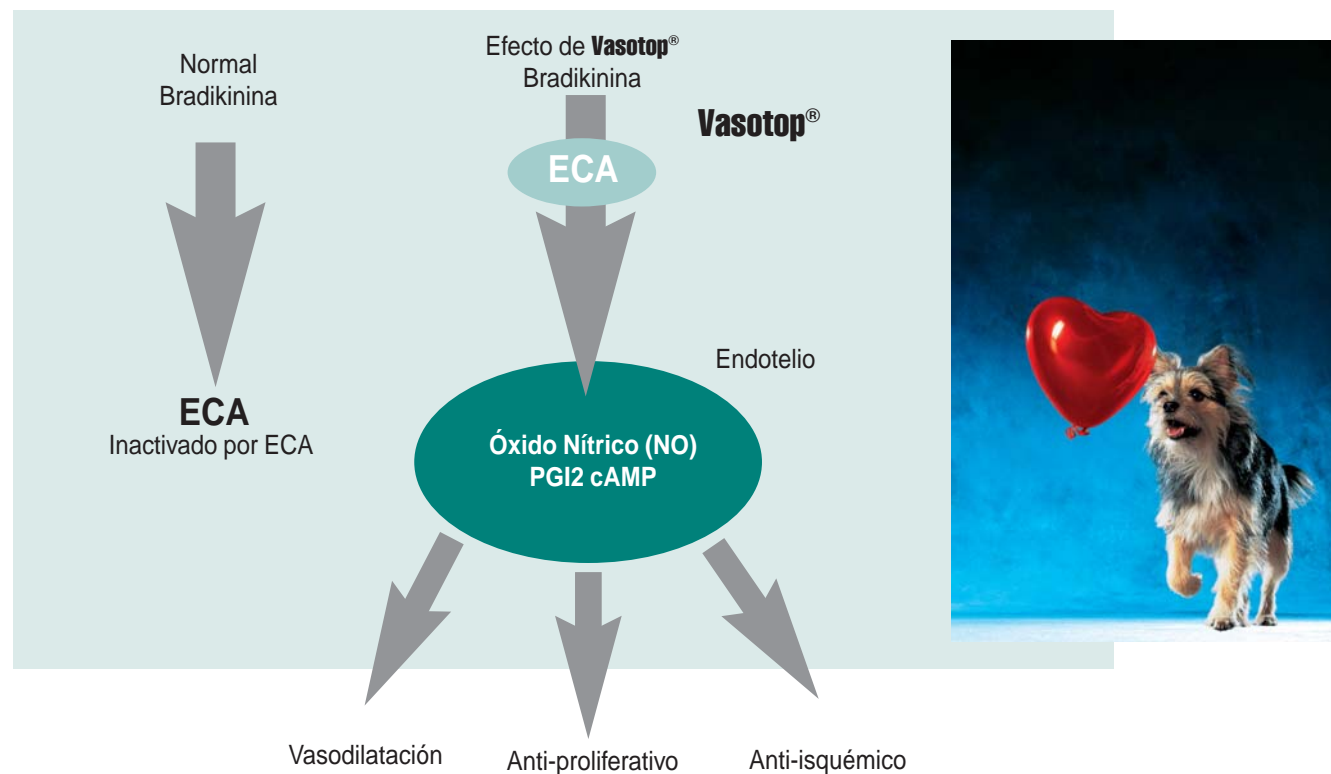 Normal
Bradikinina
ECA
Inactivado por ECA
Efecto de Vasotop®
Bradikinina
ECA
Vasotop®
Endotelio
Óxido Nítrico (NO)
PGI2 cAMP
Vasodilatación
Anti-proliferativo
Anti-isquémico